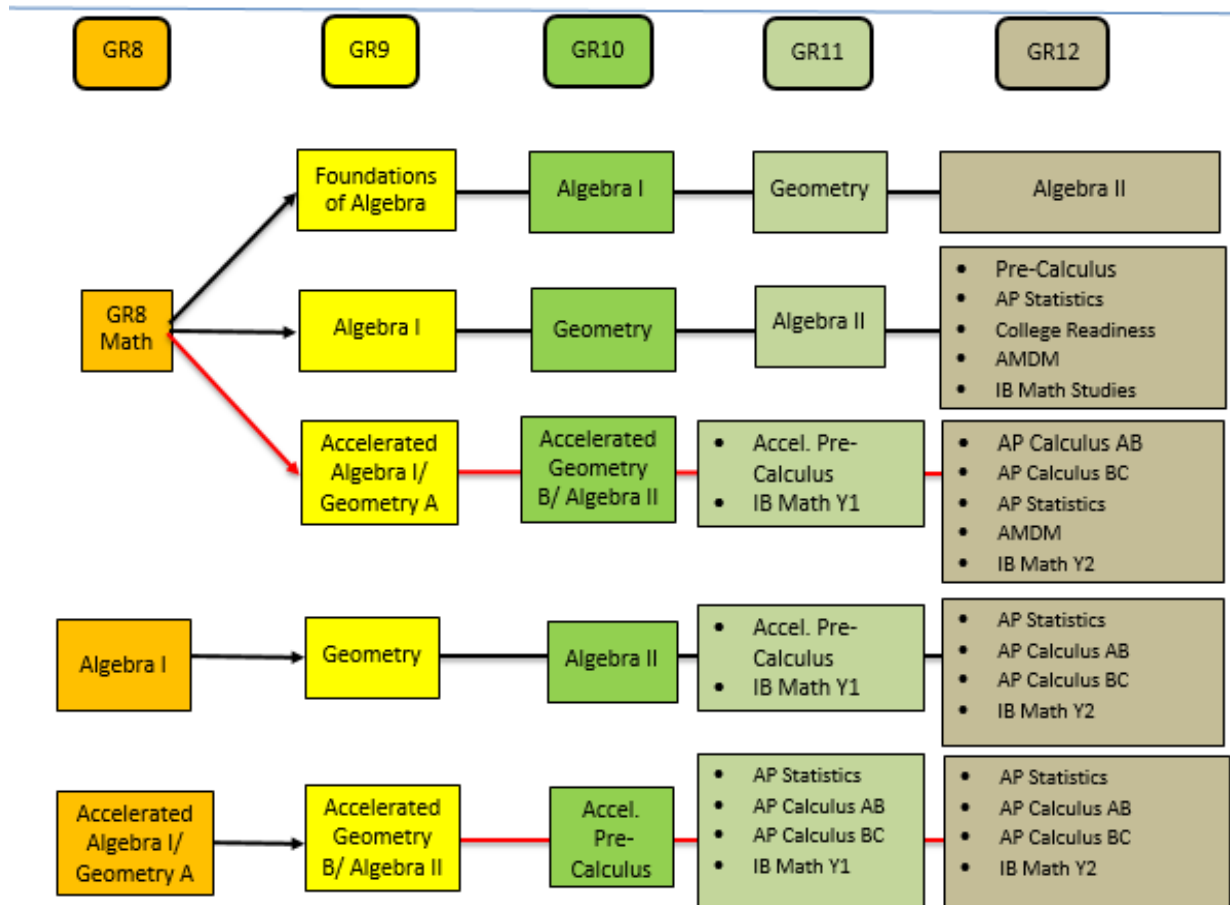 GR8
GR9
GR10
GR11
GR12
Foundations
of Algebra
Algebra I
Geometry
Algebra II
GR8
Math
Algebra I
Geometry
Algebra II
• Pre-Calculus
• AP Statistics
• College Readiness
• AMDM
• IB Math Studies
Accelerated
Algebra I/
Geometry A
Accelerated
Geometry
B/ Algebra II
• Accel. Pre-
Calculus
• IB Math Y1
• AP Calculus AB
• AP Calculus BC
• AP Statistics
• AMDM
• IB Math Y2
Algebra I
Geometry
Algebra II
• Accel. Pre-
Calculus
• IB Math Y1
• AP Statistics
• AP Calculus AB
• AP Calculus BC
• IB Math Y2
Accelerated
Algebra I/
Geometry A
Accelerated
Geometry
B/ Algebra II
Accel.
Pre-
Calculus
• AP Statistics
• AP Calculus AB
• AP Calculus BC
• IB Math Y1
• AP Statistics
• AP Calculus AB
• AP Calculus BC
• IB Math Y2